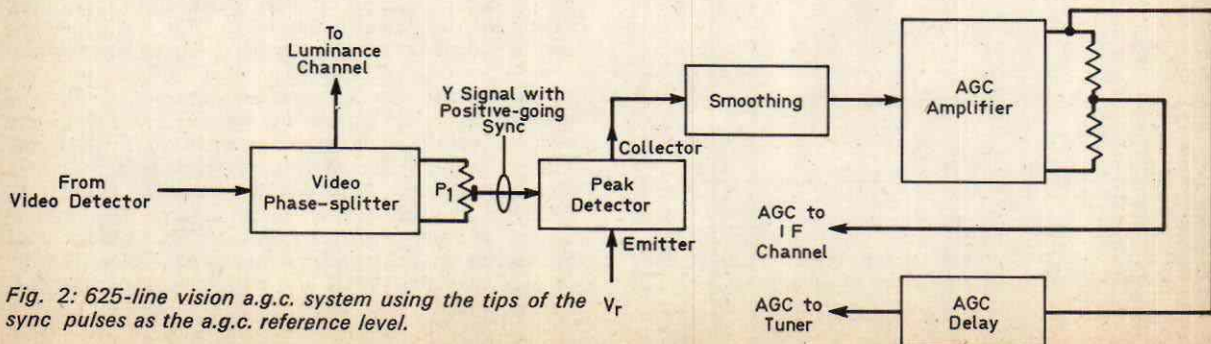 To
Luminance
Channel
Y Signal with
Positive-going
Sync
From
Video Detector
Video
Phase-splitter
P1
Peak
Detector
Collector
Emitter
Vr
Smoothing
AGC
Amplifier
AGC to
I F
Channel
AGC to
Tuner
AGC
Delay
Fig. 2: 625-line vision a.g.c. system using the tips of the
sync pulses as the a.g.c. reference level.